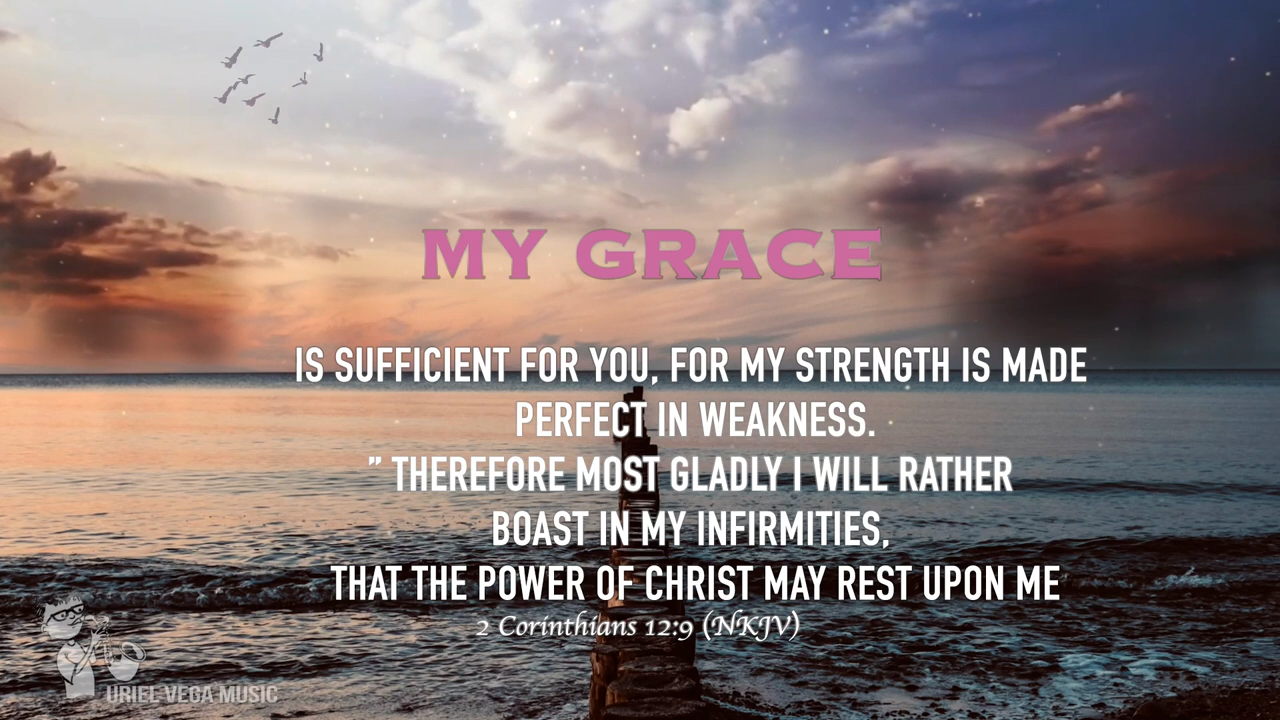 MY GRACE
IS SUFFICIENT FOR YOU, FOR MY STRENGTH IS MADE
PERFECT IN WEAKNESS.
” THEREFORE MOST GLADLY I WILL RATHER
BOAST IN MY INFIRMITIES,
THAT THE POWER OF CHRIST MAY REST UPON ME
2 Corinthians 12:9 (NKJV)
URIEL VEGA MUSIC